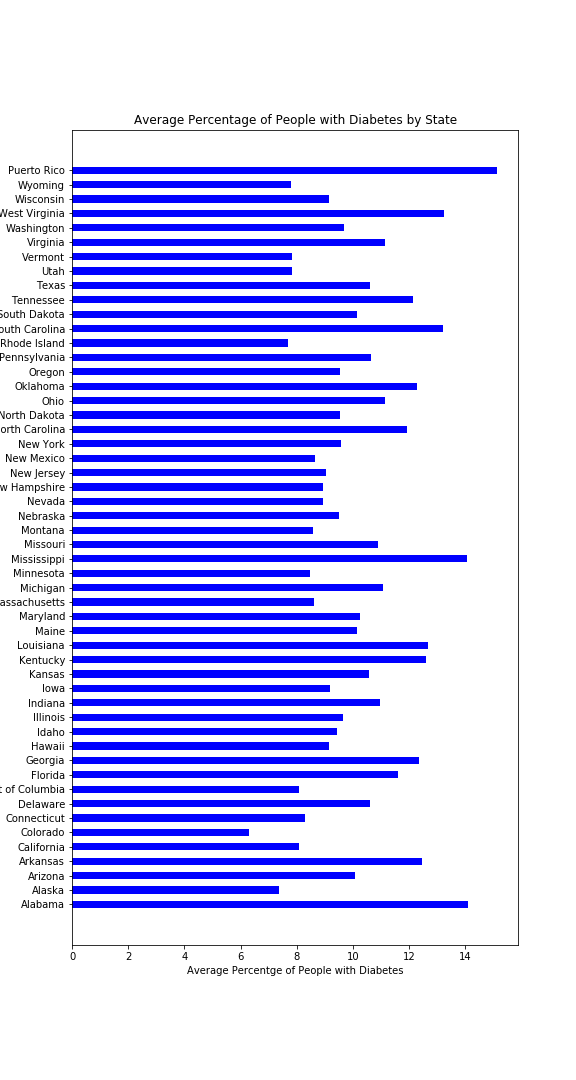 Average Percentage of People with Diabetes by State
Puerto Rico
Wyoming
Wisconsin
West Virginia
Washington
Virginia
Vermont
Utah
Texas
Tennessee
South Dakota
outh Carolina
Rhode Island
Pennsylvania
Oregon
Oklahoma
Ohio
North Dakota
orth Carolina
New York
New Mexico
New Jersey
w Hampshire
Nevada
Nebraska
Montana
Missouri
Mississippi
Minnesota
Michigan
assachusetts
Maryland
Maine
Louisiana
Kentucky
Kansas
Iowa
Indiana
Illinois
Idaho
Hawaii
Georgia
Florida
t of Columbia
Delaware
Connecticut
Colorado
California
Arkansas
Arizona
Alaska
Alabama
0 2 4 6 8 10 12 14
Average Percentge of People with Diabetes